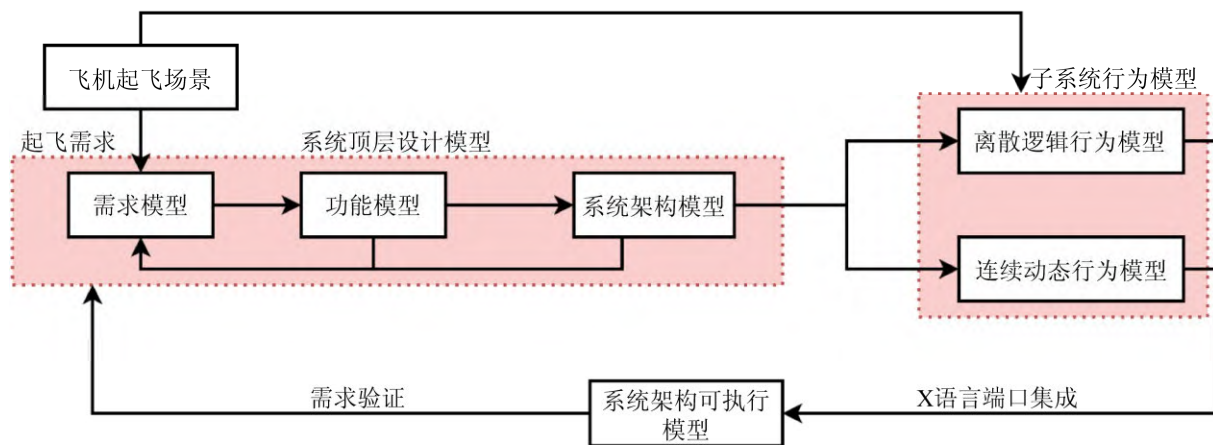 飞机起飞场景
子系统行为模型
起飞需求
系统顶层设计模型
离散逻辑行为模型
需求模型
功能模型
系统架构模型
连续动态行为模型
需求验证
系统架构可执行
模型
X语言端口集成